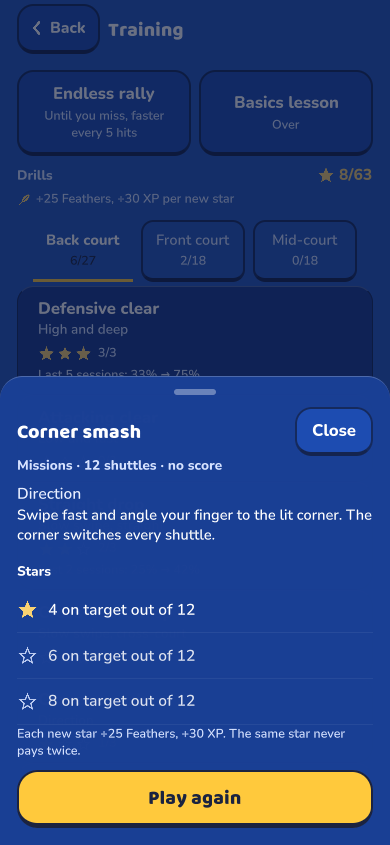 Back
Training
Endless rally
Until you miss, faster
every 5 hits
Basics lesson
Over
Drills
8/63
+25 Feathers, +30 XP per new star
Back court
6/27
Front court
2/18
Mid-court
0/18
Defensive clear
High and deep
3/3
Last 5 sessions: 33% → 75%
Corner smash
Close
Missions · 12 shuttles · no score
Direction
Swipe fast and angle your finger to the lit corner. The
corner switches every shuttle.
Stars
4 on target out of 12
6 on target out of 12
8 on target out of 12
Each new star +25 Feathers, +30 XP. The same star never
pays twice.
Play again